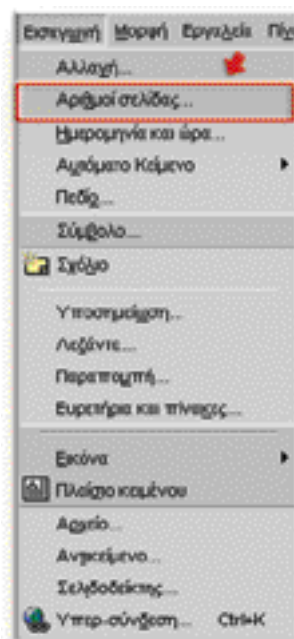 Εισαγωγή Μορφή Εργαλεία Πίν
Αλλαγή...
Αριθμοί σελίδας...
Ημερομηνία και ώρα...
Αυτόματο Κείμενο
Πεδίο...
Σύμβολο...
Σχόλιο
Υποσημείωση...
Λεζάντα...
Παραπομπή...
Ευρετήρια και πίνακες...
Εικόνα
Πλαίσιο κειμένου
Αρχείο...
Αντικείμενο...
Σελιδοδείκτης...
Υπερ-σύνδεση... Ctrl+K